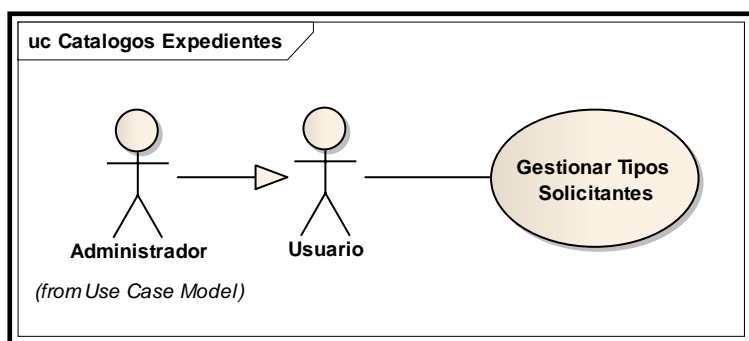 uc Catalogos Expedientes
Gestionar Tipos
Solicitantes
Administrador
Usuario
(from Use Case Model)